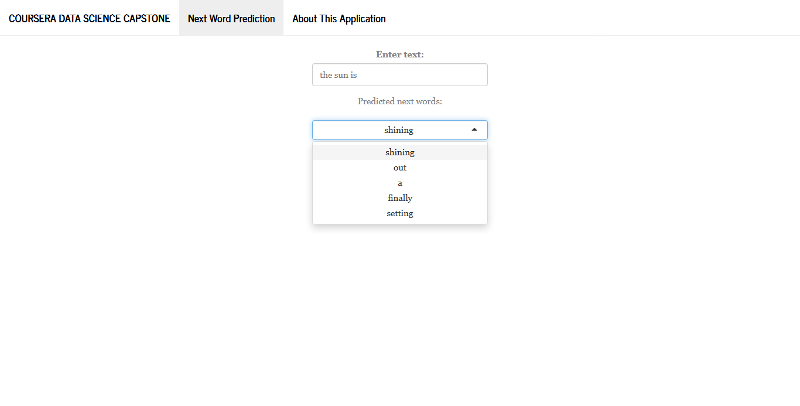 COURSERA DATA SCIENCE CAPSTONE Next Word Prediction About This Application
Enter text:
the sun is
Predicted next words:
shining
shining
out
a
finally
setting